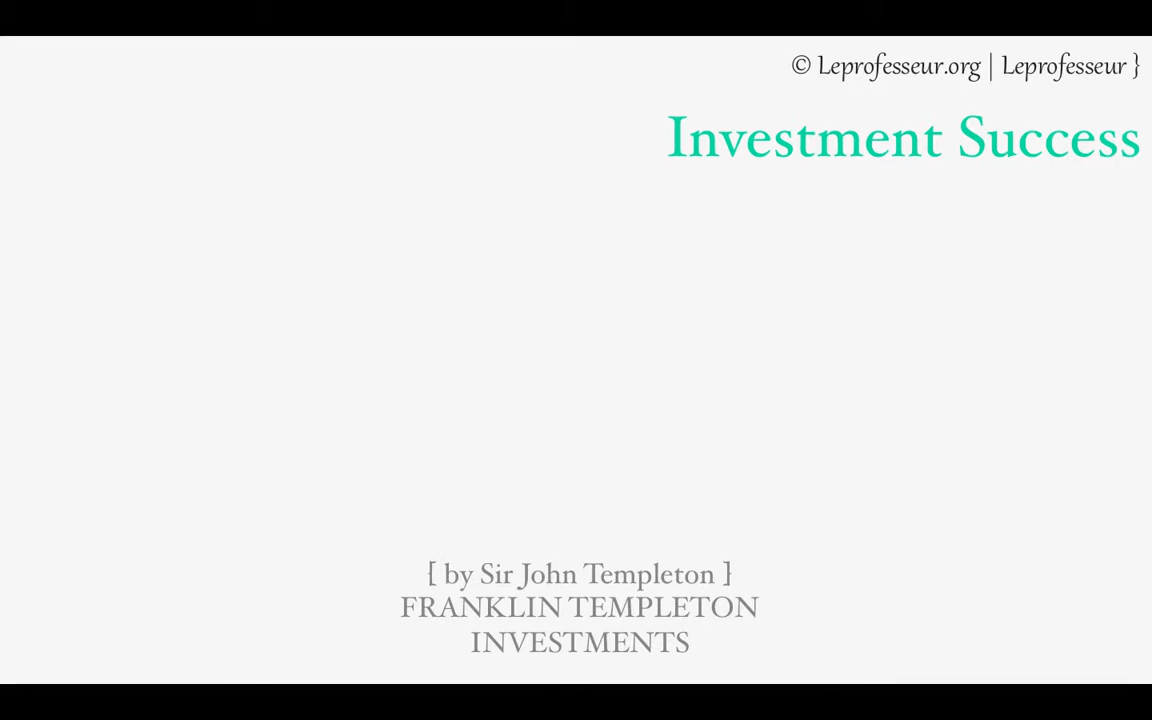 © Leprofesseur.org | Leprofesseur }
Investment Success
{ by Sir John Templeton }
FRANKLIN TEMPLETON
INVESTMENTS